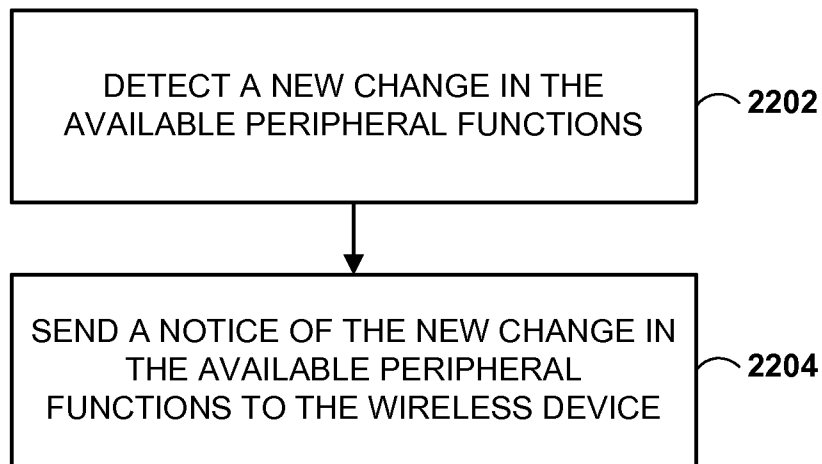 DETECT A NEW CHANGE IN THE
AVAILABLE PERIPHERAL FUNCTIONS
2202
SEND A NOTICE OF THE NEW CHANGE IN
THE AVAILABLE PERIPHERAL
FUNCTIONS TO THE WIRELESS DEVICE
2204